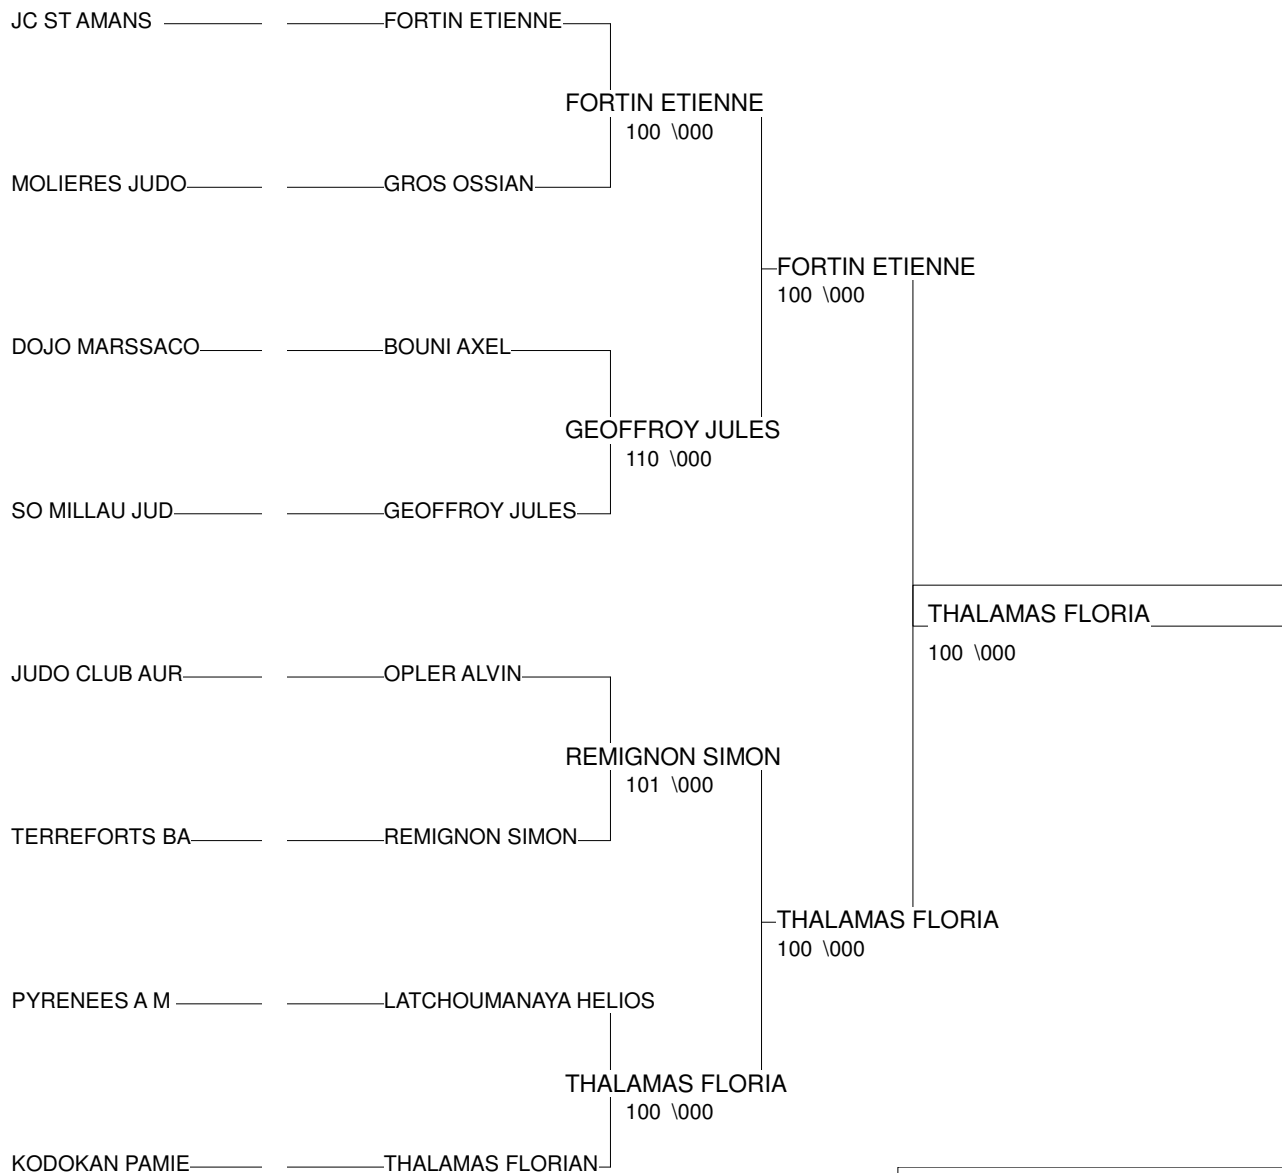 JC ST AMANS FORTIN ETIENNE
FORTIN ETIENNE
100 \000
MOLIERES JUDO GROS OSSIAN
FORTIN ETIENNE
100 \000
DOJO MARSSACO BOUNI AXEL
GEOFFROY JULES
110 \000
SO MILLAU JUD GEOFFROY JULES
THALAMAS FLORIA
100 \000
JUDO CLUB AUR OPLER ALVIN
REMIGNON SIMON
101 \000
TERREFORTS BA REMIGNON SIMON
THALAMAS FLORIA
100 \000
PYRENEES A M LATCHOUMANAYA HELIOS
THALAMAS FLORIA
100 \000
KODOKAN PAMIE THALAMAS FLORIAN